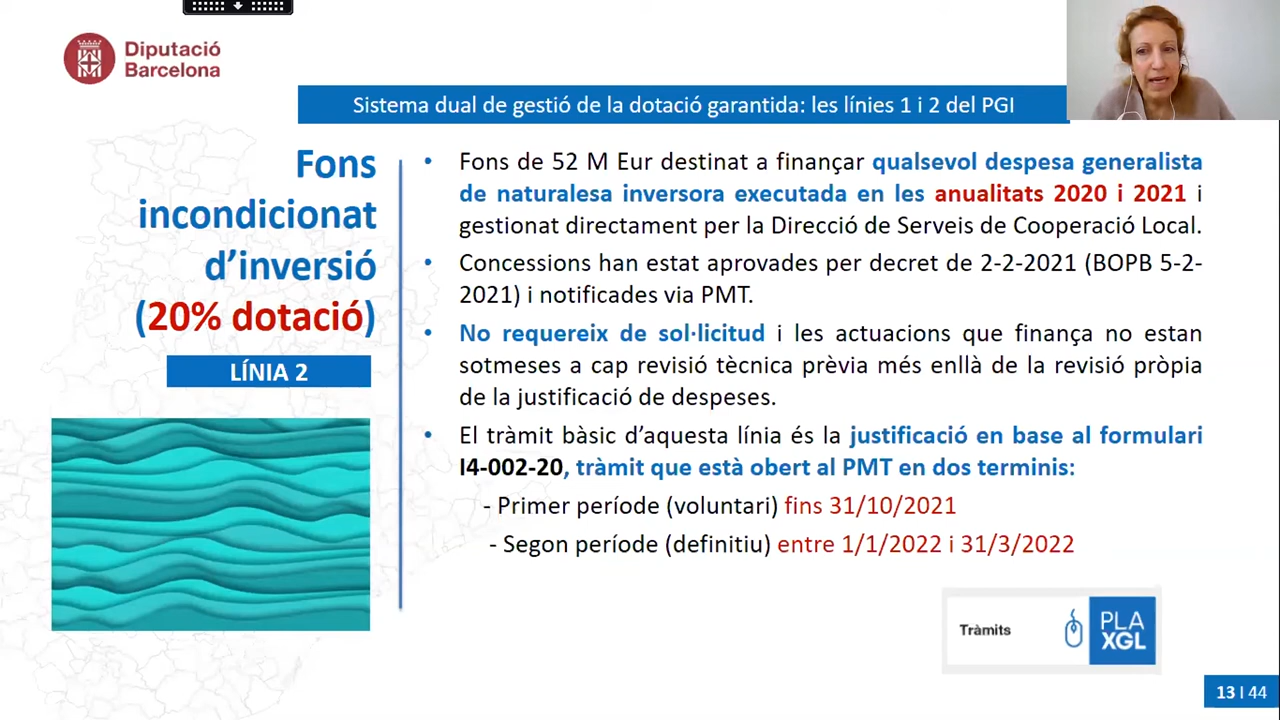 Diputació
Barcelona
Sistema dual de gestió de la dotació garantida: les línies 1 i 2 del PGI
Fons
incondicionat
d’inversió
(20% dotació)
LÍNIA 2
• Fons de 52 M Eur destinat a finançar qualsevol despesa generalista
de naturalesa inversora executada en les anualitats 2020 i 2021 i
gestionat directament per la Direcció de Serveis de Cooperació Local.
• Concessions han estat aprovades per decret de 2-2-2021 (BOPB 5-2-
2021) i notificades via PMT.
• No requereix de sol·licitud i les actuacions que finança no estan
sotmeses a cap revisió tècnica prèvia més enllà de la revisió pròpia
de la justificació de despeses.
• El tràmit bàsic d’aquesta línia és la justificació en base al formulari
I4-002-20, tràmit que està obert al PMT en dos terminis:
- Primer període (voluntari) fins 31/10/2021
- Segon període (definitiu) entre 1/1/2022 i 31/3/2022
Tràmits
PLA
XGL
13 I 44